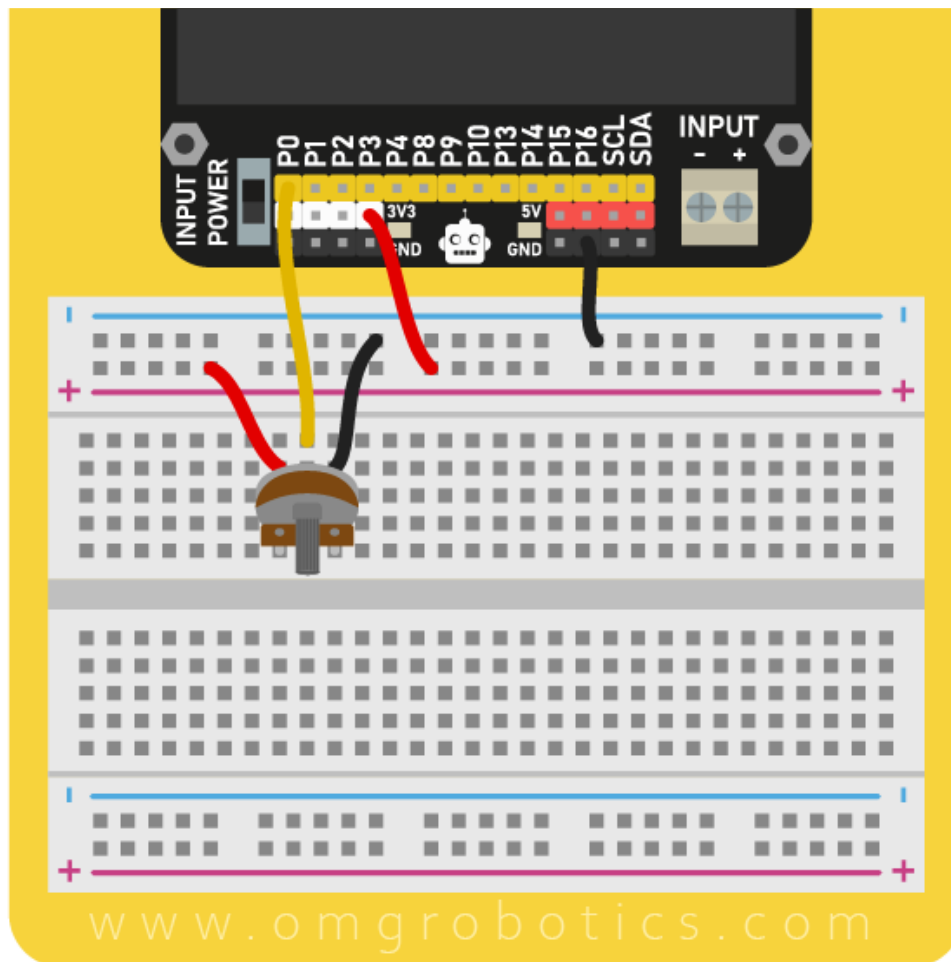 INPUT
POWER
P0
P1
P2
P3
P4
P8
P9
P10
P13
P14
P15
P16
SCL
SDA
INPUT
- +
3V3
GND
5V
GND
- -
+ +
- -
+ +
www.omgrobotics.com